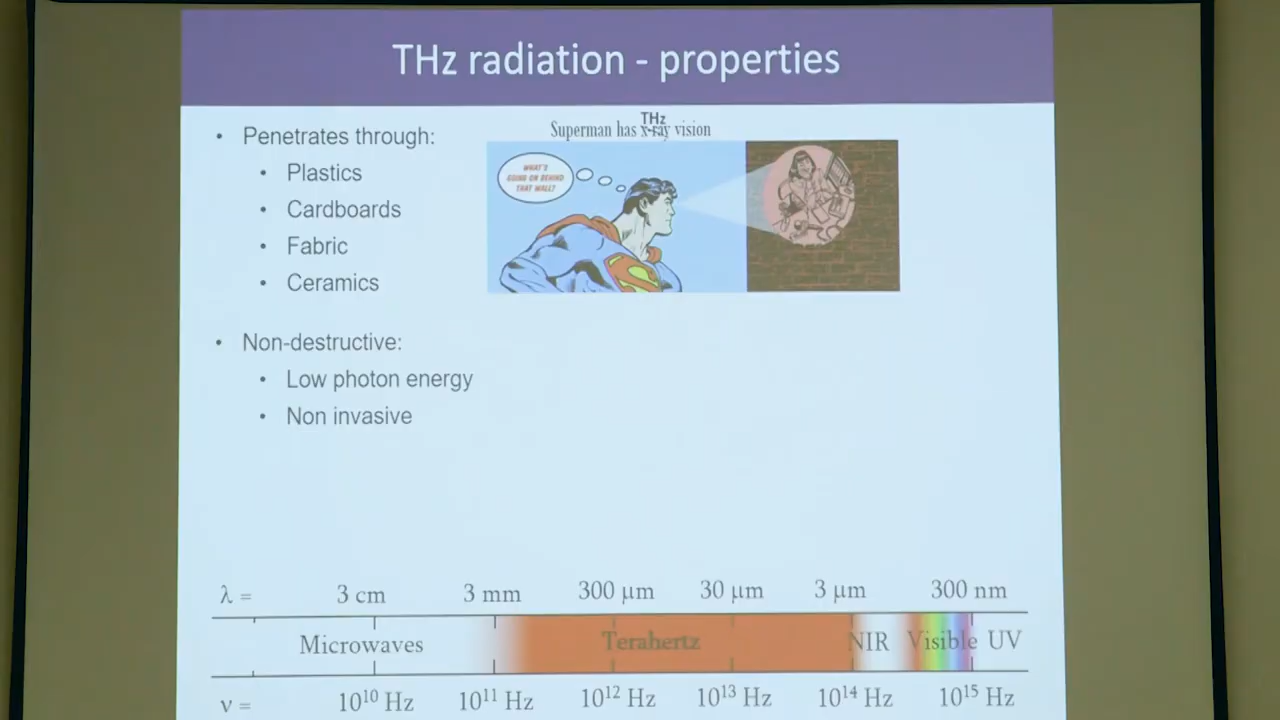 THz radiation - properties
• Penetrates through:
• Plastics
• Cardboards
• Fabric
• Ceramics
THz
Superman has x-ray vision
WHAT'S
GOING ON BEHIND
THAT WALL?
S
• Non-destructive:
• Low photon energy
• Non invasive
λ = 3 cm 3 mm 300 μm 30 μm 3 μm 300 nm
Microwaves Terahertz NIR Visible UV
ν = 10¹⁰ Hz 10¹¹ Hz 10¹² Hz 10¹³ Hz 10¹⁴ Hz 10¹⁵ Hz